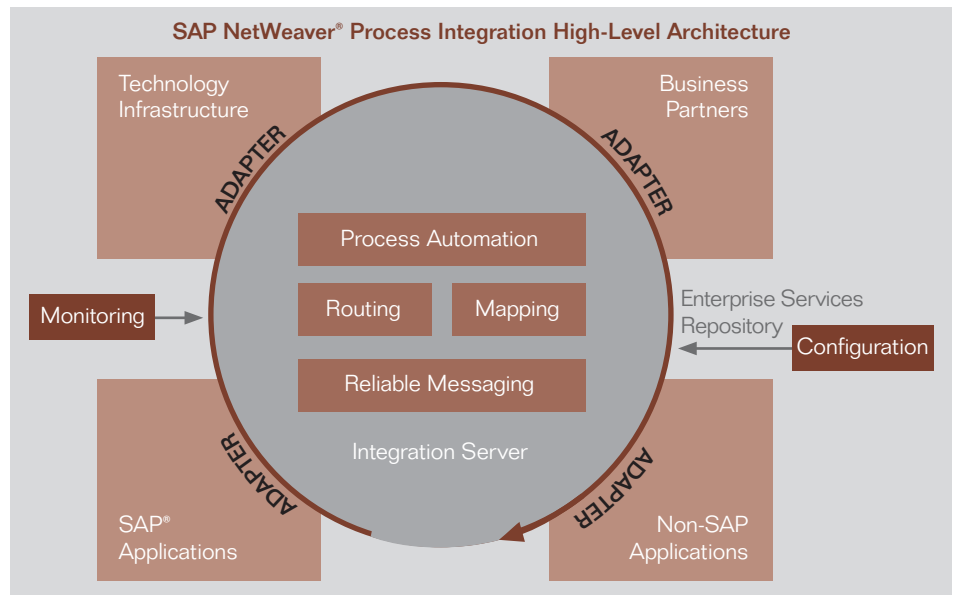 SAP NetWeaver® Process Integration High-Level Architecture
Technology
Infrastructure
Business
Partners
ADAPTER
ADAPTER
Process Automation
Routing
Mapping
Monitoring
Enterprise Services
Repository
Configuration
Reliable Messaging
Integration Server
ADAPTER
ADAPTER
SAP®
Applications
Non-SAP
Applications